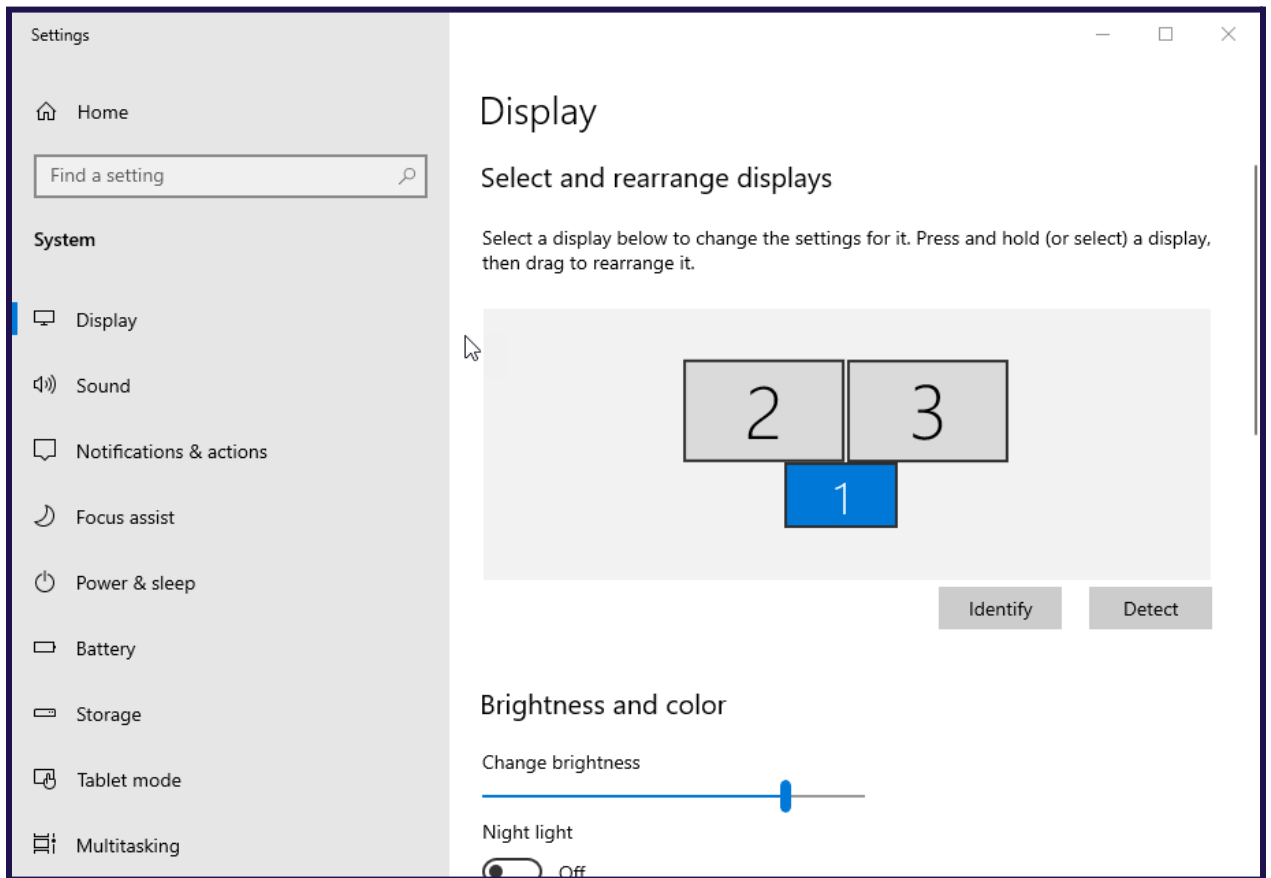 Settings
Home
Find a setting
System
Display
Sound
Notifications & actions
Focus assist
Power & sleep
Battery
Storage
Tablet mode
Multitasking
Display
Select and rearrange displays
Select a display below to change the settings for it. Press and hold (or select) a display,
then drag to rearrange it.
2 3
1
Identify Detect
Brightness and color
Change brightness
Night light
Off